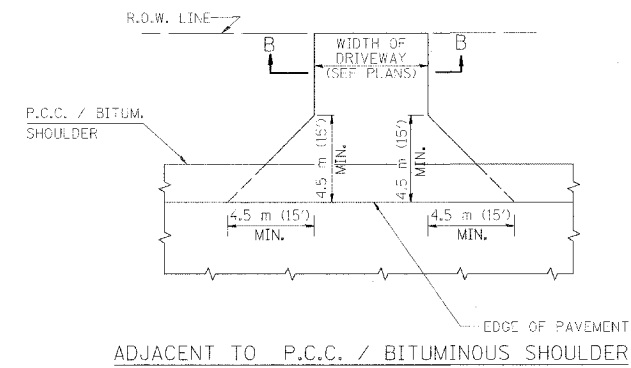 R.O.W. LINE
B
WIDTH OF
DRIVEWAY
(SEE PLANS)
B
P.C.C. / BITUM.
SHOULDER
4.5 m (15')
MIN.
4.5 m (15')
MIN.
4.5 m (15')
MIN.
4.5 m (15')
MIN.
EDGE OF PAVEMENT
ADJACENT TO P.C.C. / BITUMINOUS SHOULDER